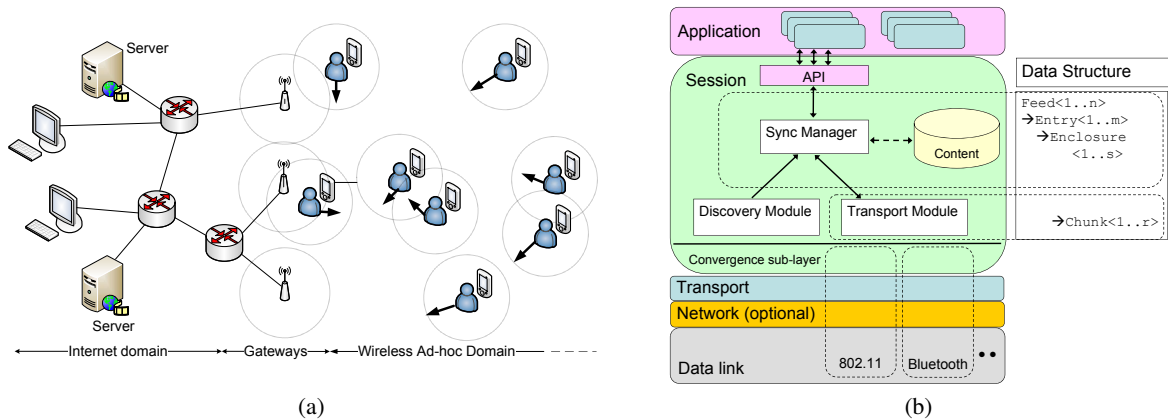 Server
Server
Internet domain
Gateways
Wireless Ad-hoc Domain
(a)
Application
Session
API
Sync Manager
Content
Discovery Module
Transport Module
Convergence sub-layer
Transport
Network (optional)
Data link
802.11
Bluetooth
Data Structure
Feed<1..n>
→Entry<1..m>
→Enclosure
<1..s>
→Chunk<1..r>
(b)